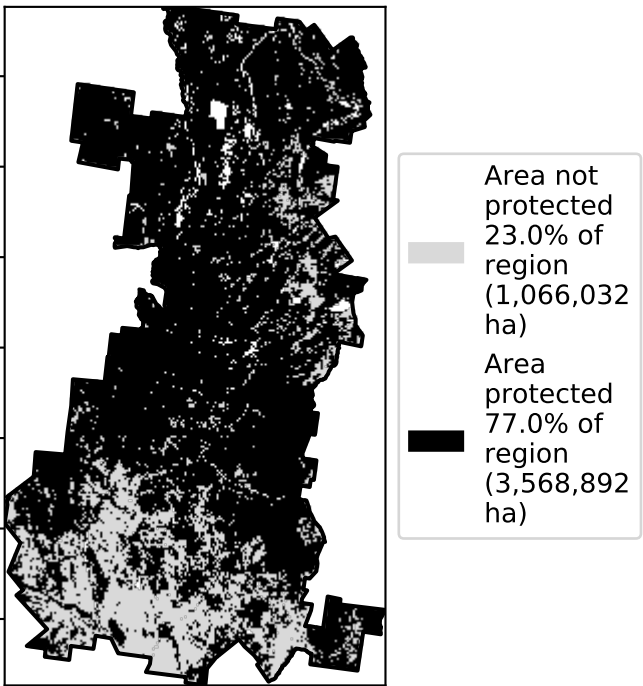 Area not
protected
23.0% of
region
(1,066,032
ha)
Area
protected
77.0% of
region
(3,568,892
ha)